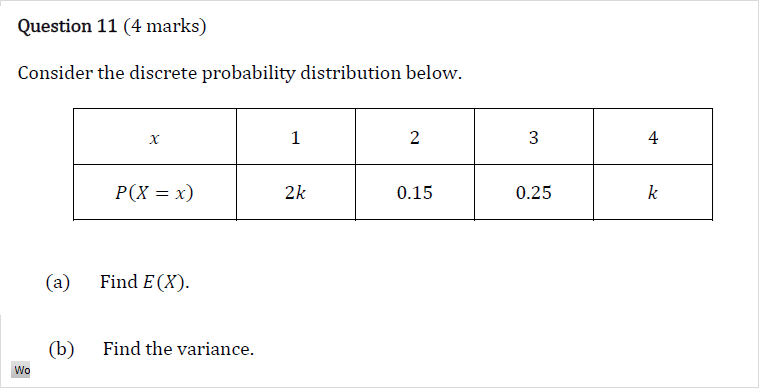 Question 11 (4 marks)
Consider the discrete probability distribution below.
x 1 2 3 4
P(X = x) 2k 0.15 0.25 k
(a) Find E(X).
(b) Find the variance.
Wo